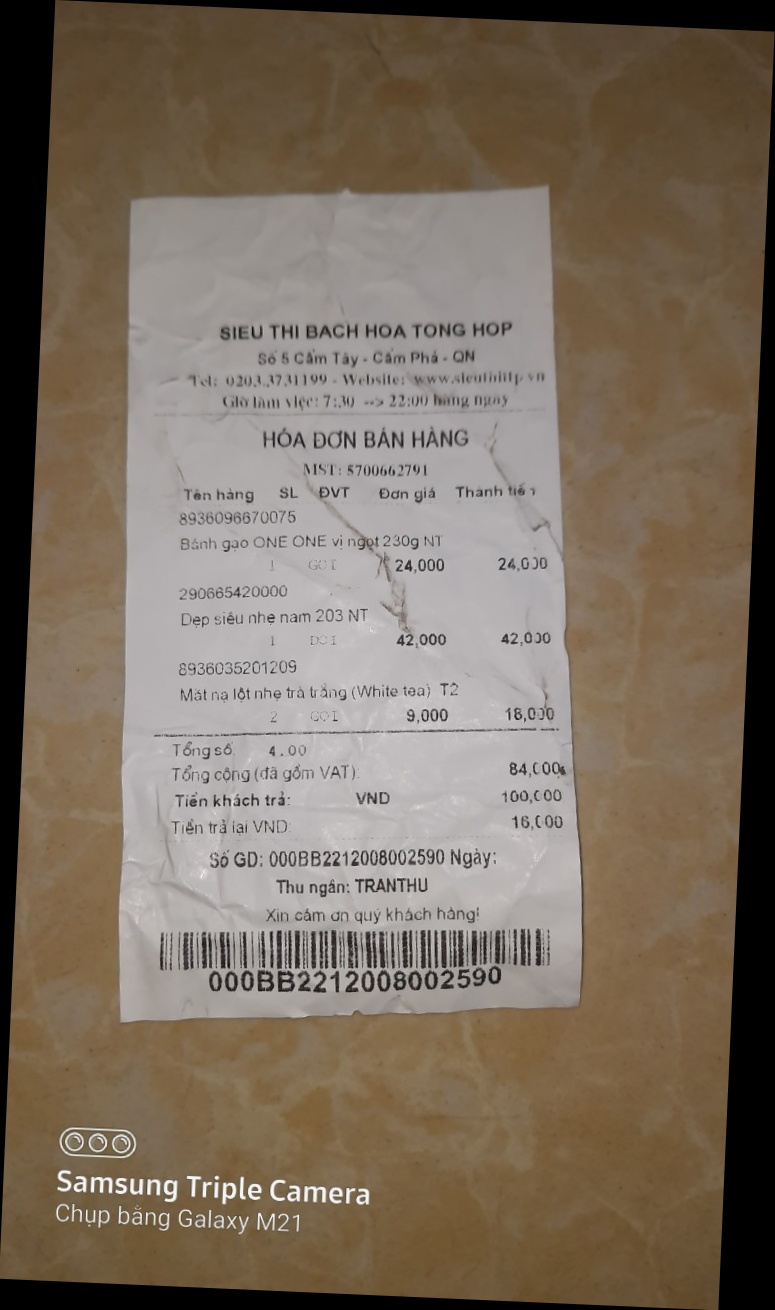 SIEU THI BACH HOA TONG HOP
Số 5 Cẩm Tây - Cẩm Phả - QN
Tel: 0203.3731199 - Website: www.sieuthittp.vn
Giờ làm việc: 7:30 --> 22:00 hàng ngày
HÓA ĐƠN BÁN HÀNG
MST: 5700662791
Tên hàng SL ĐVT Đơn giá Thành tiền
8936096670075
Bánh gạo ONE ONE vị ngọt 230g NT
1 GOI 24,000 24,000
290665420000
Dẹp siêu nhẹ nam 203 NT
1 DOI 42,000 42,000
8936035201209
Mát nạ lột nhẹ trà trắng (White tea) T2
2 GOI 9,000 18,000
Tổng số: 4.00
Tổng cộng (đã gồm VAT): 84,000
Tiền khách trả: VND 100,000
Tiền trả lại VND: 16,000
Số GD: 000BB2212008002590 Ngày:
Thu ngân: TRANTHU
Xin cảm ơn quý khách hàng!
000BB2212008002590
Samsung Triple Camera
Chụp bằng Galaxy M21